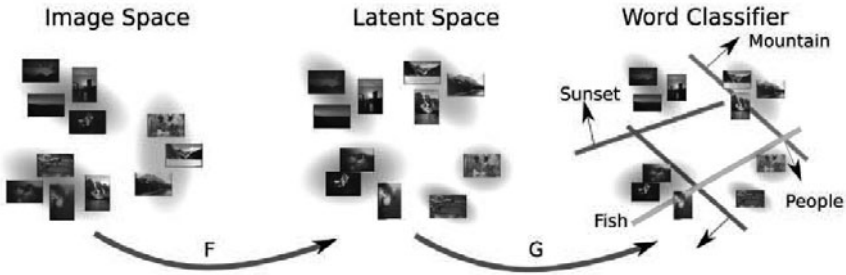 Image Space
Latent Space
Word Classifier
Mountain
Sunset
People
Fish
F
G